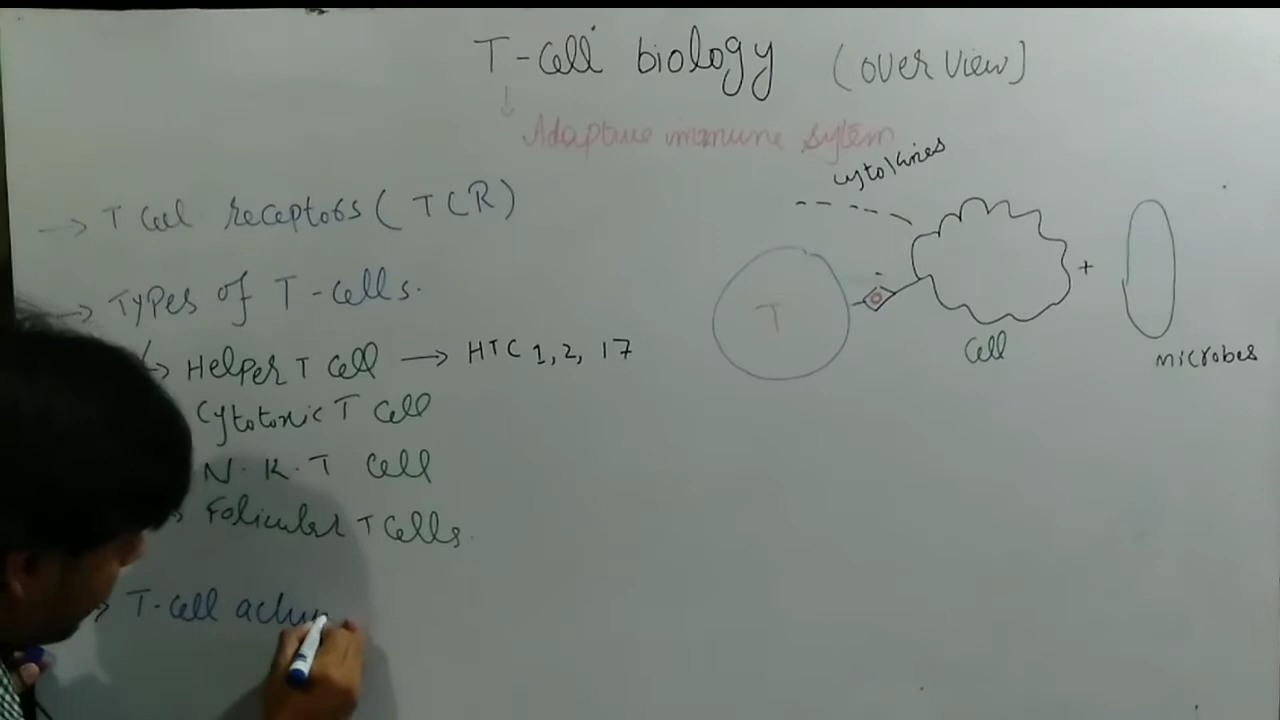 T-Cell biology (over view)
Adaptive immune system
cytokines
→ T Cell receptors (TCR)
→ Types of T-cells.
T
+
↳ Helper T Cell → HTC 1, 2, 17
Cell
microbes
Cytotoxic T Cell
N.K.T Cell
Folicular T Cells.
→ T-Cell